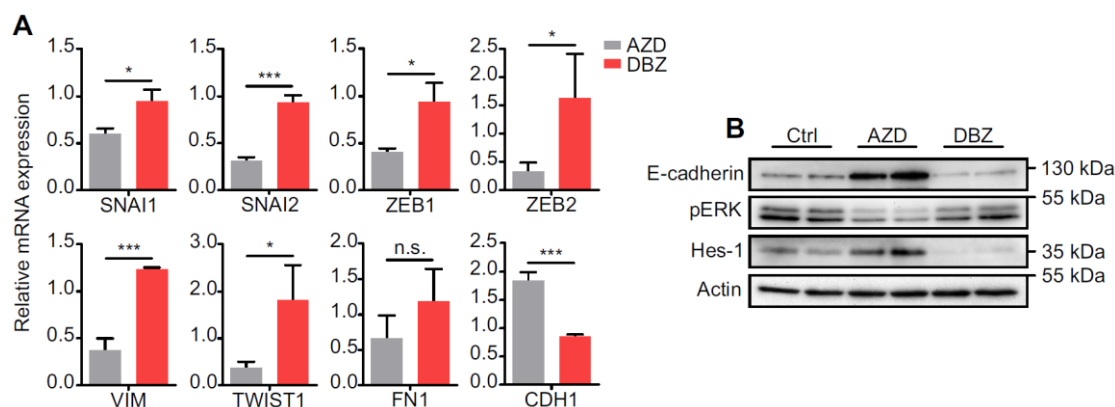 A
Relative mRNA expression
1.5
1.0
0.5
0.0
*
SNAI1
1.5
1.0
0.5
0.0
***
SNAI2
1.5
1.0
0.5
0.0
*
ZEB1
2.5
2.0
1.5
1.0
0.5
0.0
*
ZEB2
AZD
DBZ
1.5
1.0
0.5
0.0
***
VIM
3.0
2.0
1.0
0.0
*
TWIST1
2.0
1.5
1.0
0.5
0.0
n.s.
FN1
2.5
2.0
1.5
1.0
0.5
0.0
***
CDH1
B
Ctrl AZD DBZ
E-cadherin 130 kDa
55 kDa
pERK
Hes-1 35 kDa
55 kDa
Actin